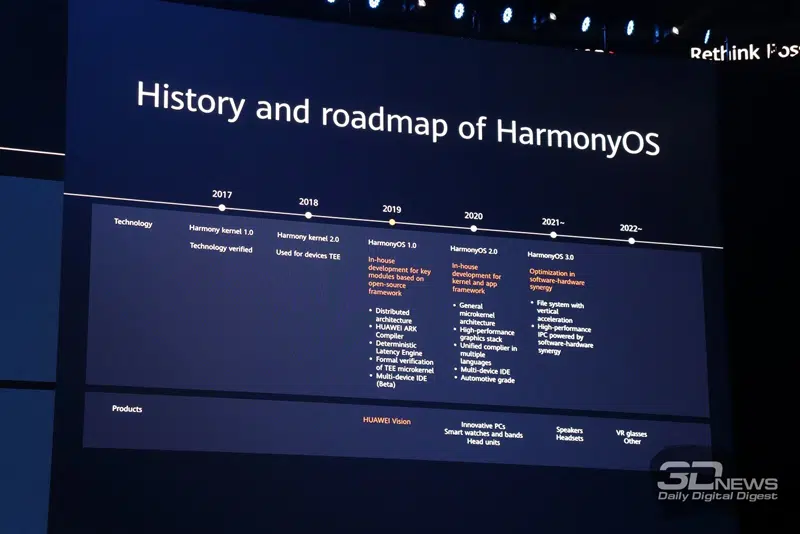 Rethink
History and roadmap of HarmonyOS
2017
2018
2019
2020
2021~
2022~
Technology
Harmony kernel 1.0
Technology verified
Harmony kernel 2.0
Used for devices TEE
HarmonyOS 1.0
In-house
development for key
modules based on
open-source
framework
• Distributed
architecture
• HUAWEI ARK
Compiler
• Deterministic
Latency Engine
• Formal verification
of TEE microkernel
• Multi-device IDE
(Beta)
HarmonyOS 2.0
In-house
development for
kernel and app
framework
• General
microkernel
architecture
• High-performance
graphics stack
• Unified complier in
multiple
languages
• Multi-device IDE
• Automotive grade
HarmonyOS 3.0
Optimization in
software-hardware
synergy
• File system with
vertical
acceleration
• High-performance
IPC powered by
software-hardware
synergy
Products
HUAWEI Vision
Innovative PCs
Smart watches and bands
Head units
Speakers
Headsets
VR glasses
Other
3DNEWS
Daily Digital Digest